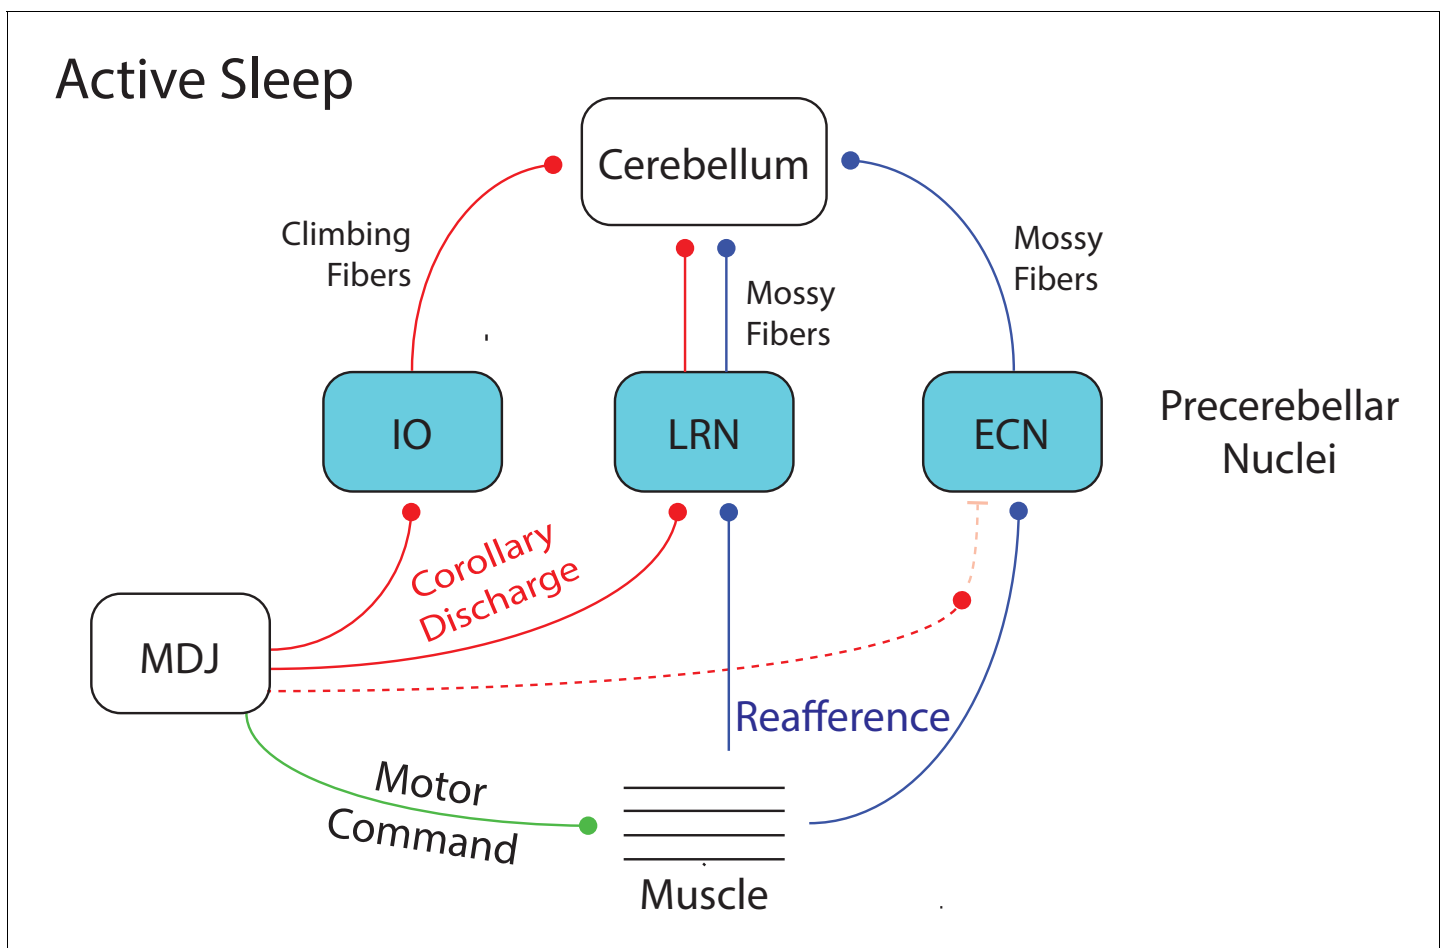 Active Sleep
Cerebellum
Climbing
Fibers
Mossy
Fibers
Mossy
Fibers
IO
LRN
ECN
Precerebellar
Nuclei
Corollary
Discharge
MDJ
Reafference
Motor
Command
Muscle